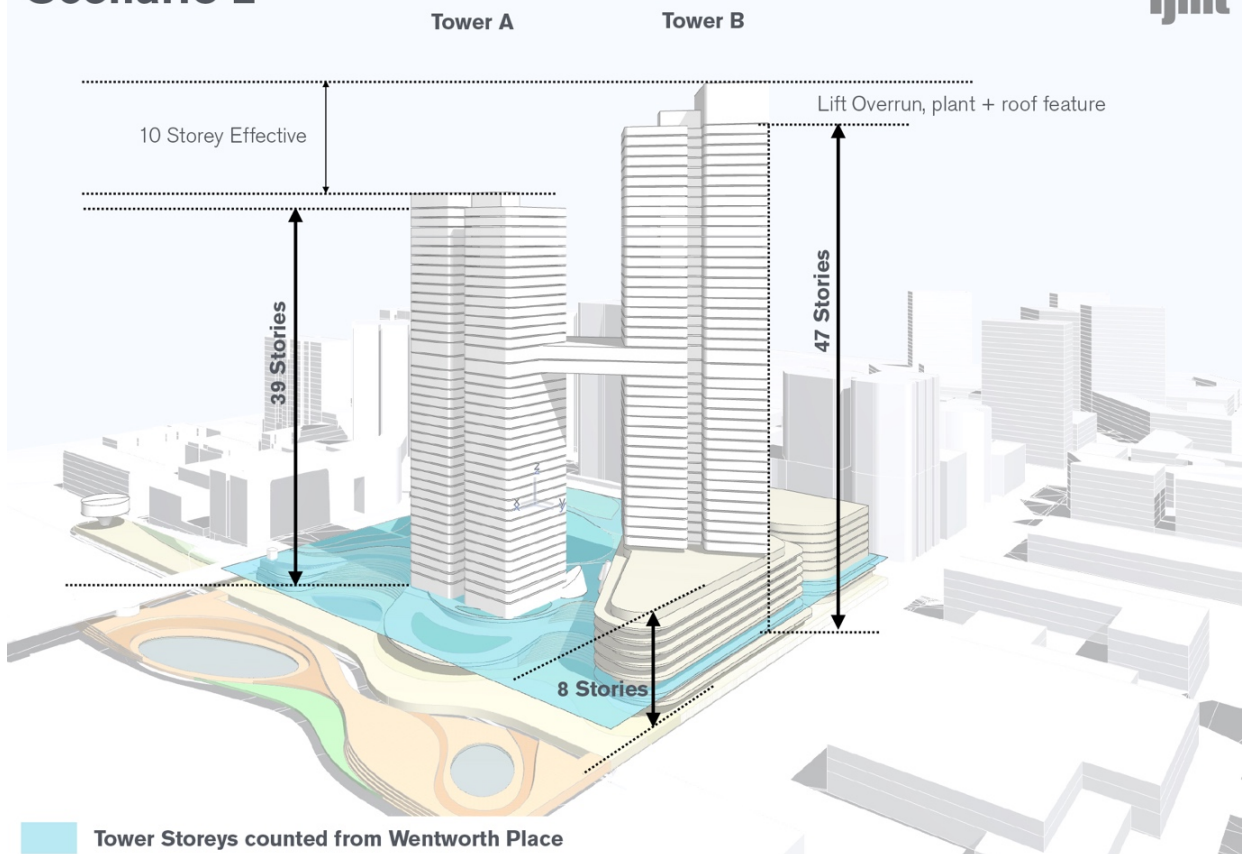 Tower A
Tower B
Lift Overrun, plant + roof feature
10 Storey Effective
39 Stories
47 Stories
z
x
y
8 Stories
Tower Storeys counted from Wentworth Place